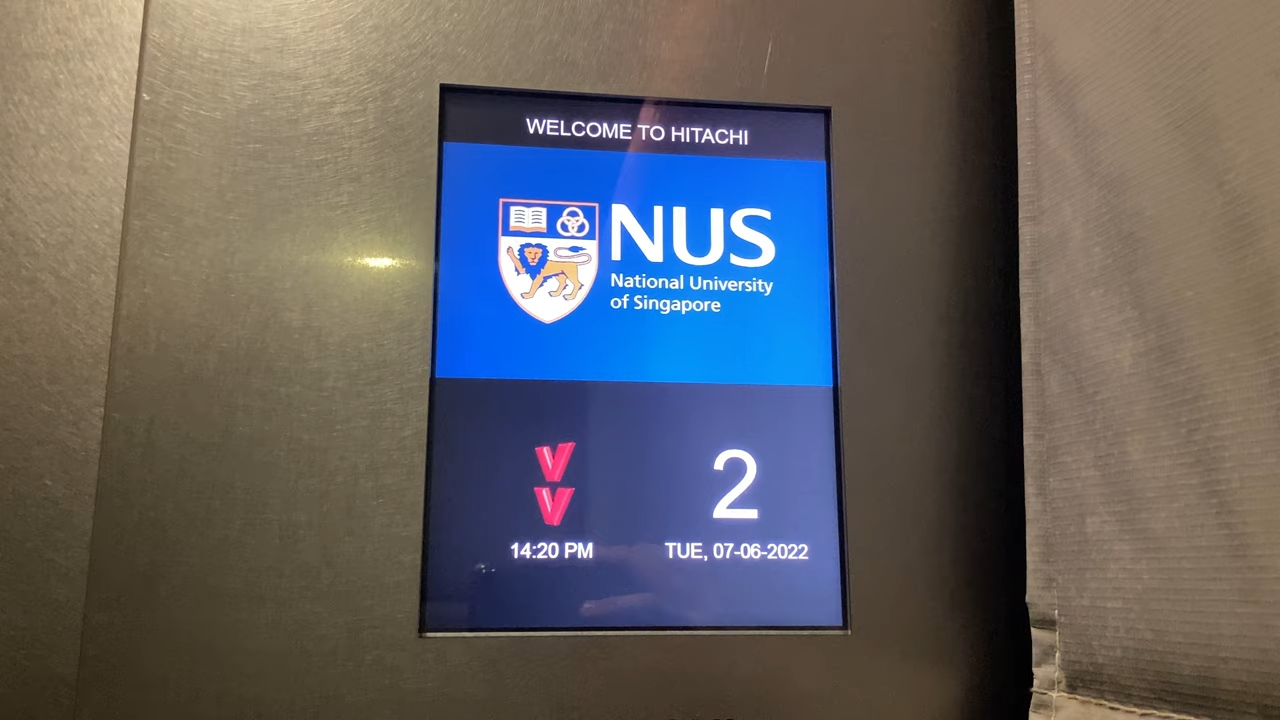 WELCOME TO HITACHI
NUS
National University
of Singapore
2
14:20 PM
TUE, 07-06-2022